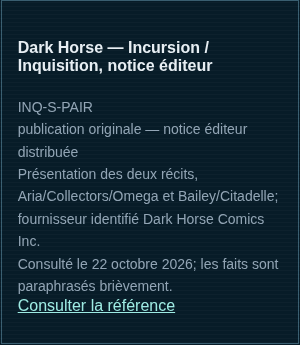 Dark Horse — Incursion /
Inquisition, notice éditeur
INQ-S-PAIR
publication originale — notice éditeur
distribuée
Présentation des deux récits,
Aria/Collectors/Omega et Bailey/Citadelle;
fournisseur identifié Dark Horse Comics
Inc.
Consulté le 22 octobre 2026; les faits sont
paraphrasés brièvement.
Consulter la référence